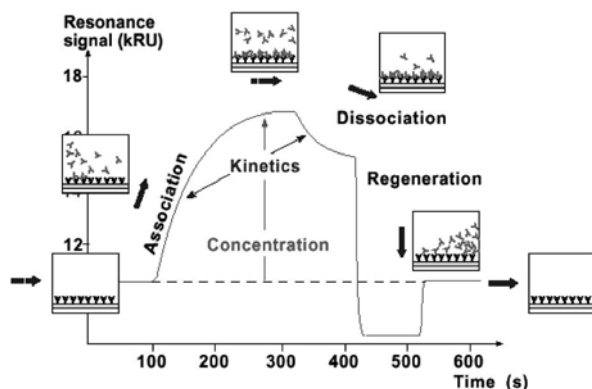 Resonance
signal (kRU)
18
Dissociation
Association
Kinetics
Regeneration
12
Concentration
100 200 300 400 500 600
Time (s)